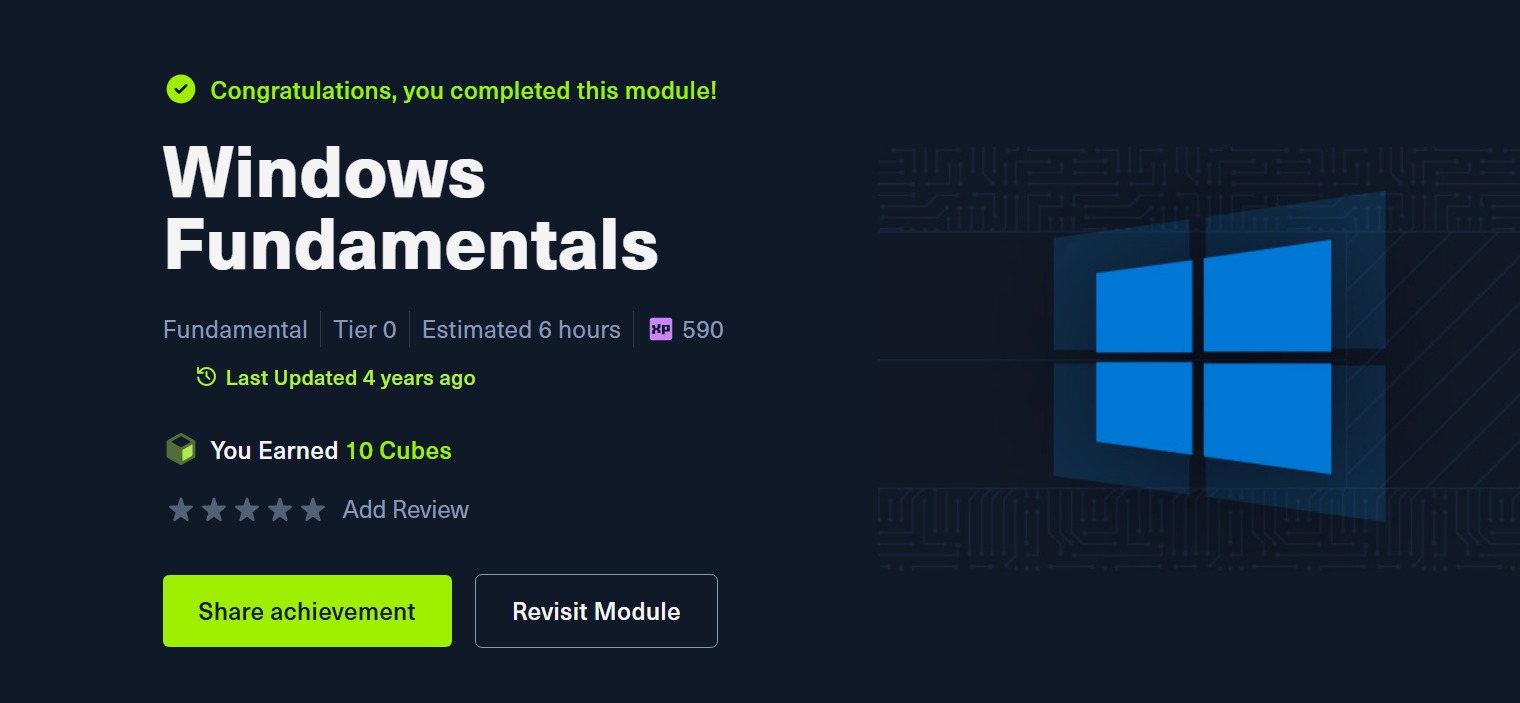 Congratulations, you completed this module!
Windows
Fundamentals
Fundamental Tier 0 Estimated 6 hours XP 590
Last Updated 4 years ago
You Earned 10 Cubes
Add Review
Share achievement Revisit Module